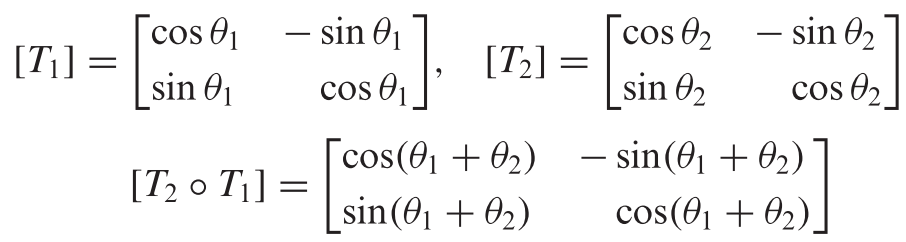 [T₁] = [cos θ₁ − sin θ₁; sin θ₁ cos θ₁], [T₂] = [cos θ₂ − sin θ₂; sin θ₂ cos θ₂]
[T₂ ∘ T₁] = [cos(θ₁ + θ₂) − sin(θ₁ + θ₂); sin(θ₁ + θ₂) cos(θ₁ + θ₂)]